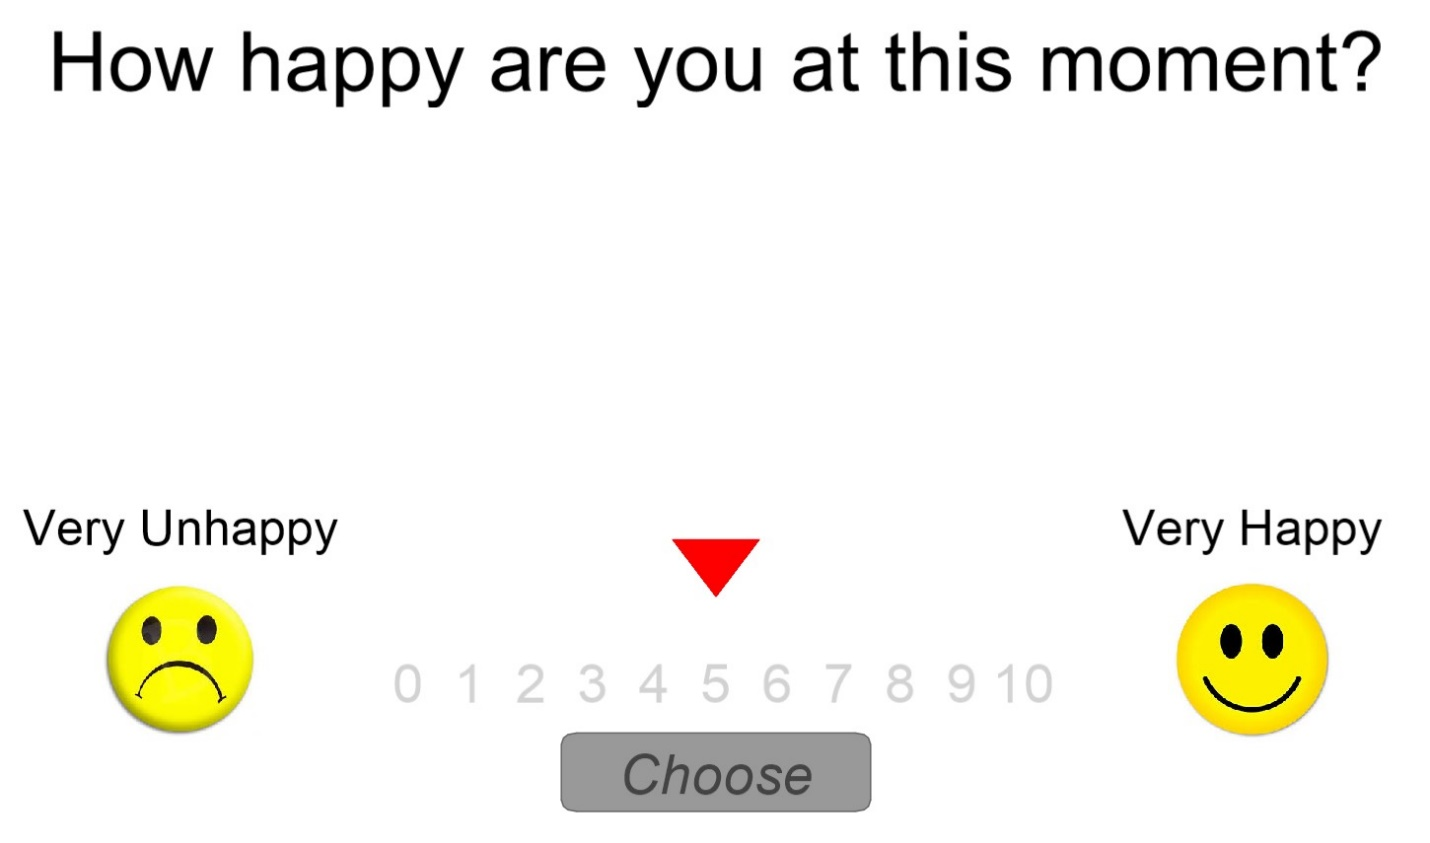 How happy are you at this moment?
Very Unhappy
Very Happy
0 1 2 3 4 5 6 7 8 9 10
Choose